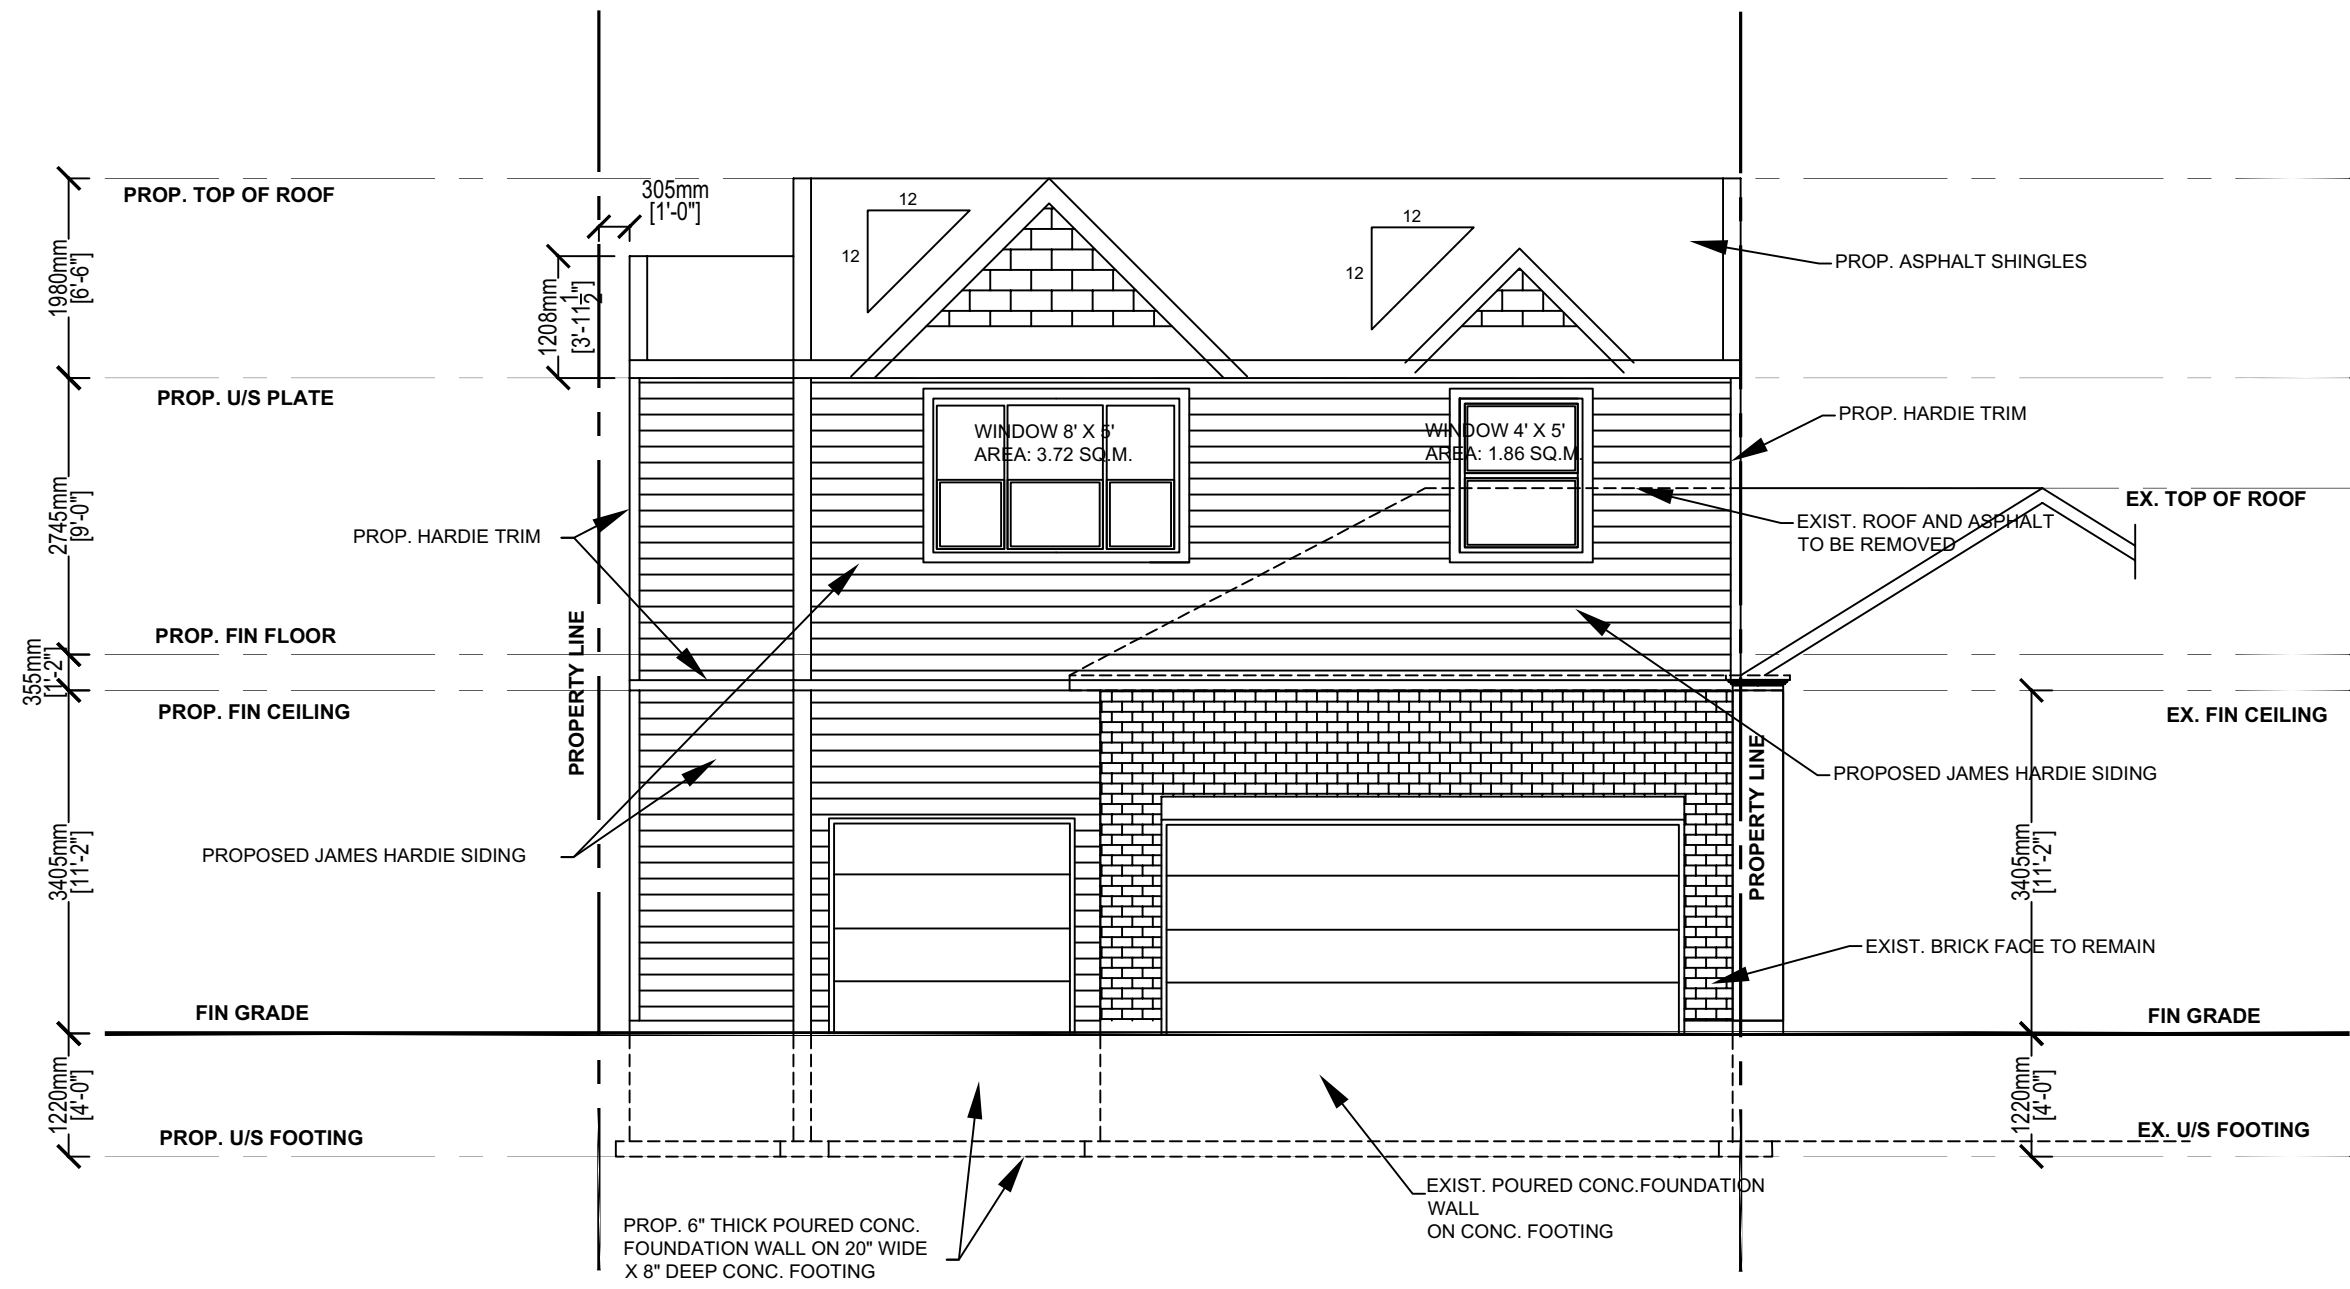 PROP. TOP OF ROOF
1980mm
[6'-6"]
305mm
[1'-0"]
1208mm
[3'-11 1/2"]
12
12
12
12
PROP. ASPHALT SHINGLES
PROP. U/S PLATE
PROP. HARDIE TRIM
WINDOW 8' X 5'
AREA: 3.72 SQ.M.
WINDOW 4' X 5'
AREA: 1.86 SQ.M.
2745mm
[9'-0"]
EX. TOP OF ROOF
PROP. HARDIE TRIM
EXIST. ROOF AND ASPHALT
TO BE REMOVED
PROP. FIN FLOOR
355mm
[1'-2"]
PROPERTY LINE
PROP. FIN CEILING
EX. FIN CEILING
PROPERTY LINE
PROPOSED JAMES HARDIE SIDING
PROPOSED JAMES HARDIE SIDING
3405mm
[11'-2"]
3405mm
[11'-2"]
EXIST. BRICK FACE TO REMAIN
FIN GRADE
FIN GRADE
1220mm
[4'-0"]
1220mm
[4'-0"]
PROP. U/S FOOTING
EX. U/S FOOTING
EXIST. POURED CONC.FOUNDATION
WALL
ON CONC. FOOTING
PROP. 6" THICK POURED CONC.
FOUNDATION WALL ON 20" WIDE
X 8" DEEP CONC. FOOTING